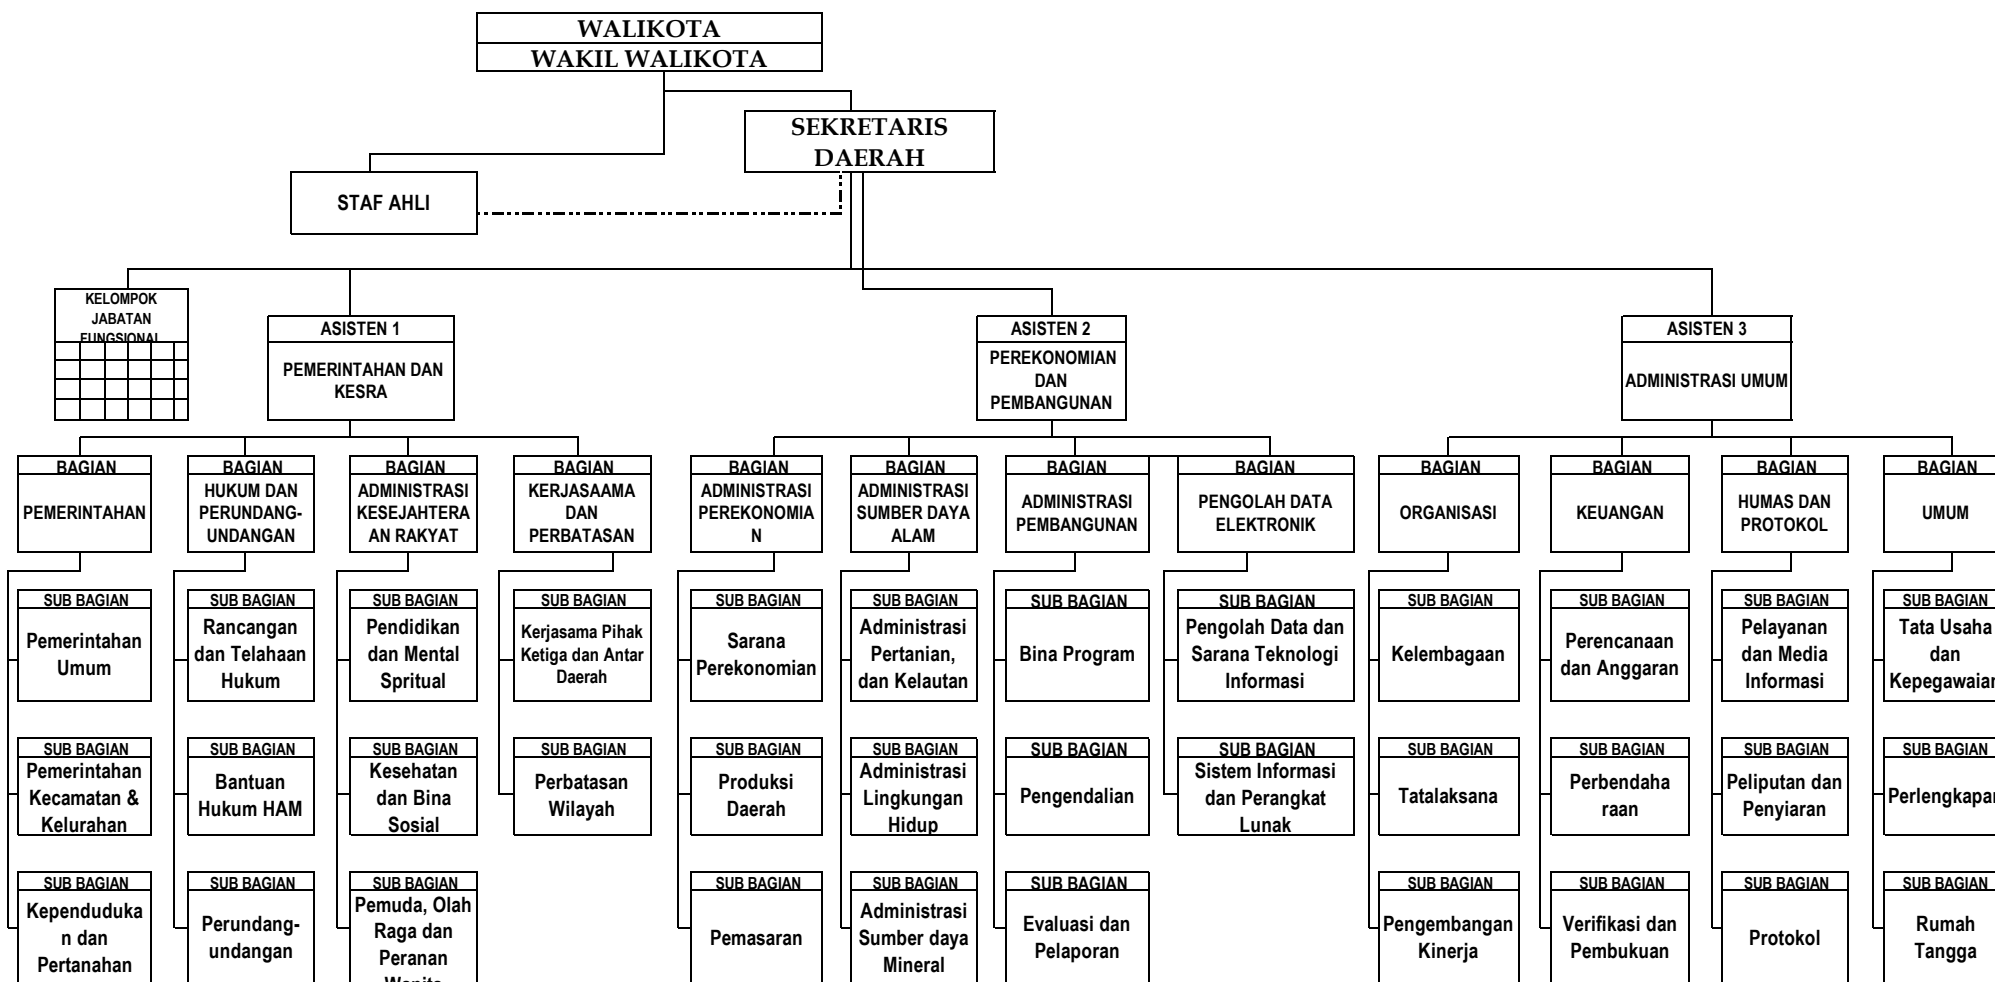 WALIKOTA
WAKIL WALIKOTA
SEKRETARIS
DAERAH
STAF AHLI
KELOMPOK
JABATAN
FUNGSIONAL
ASISTEN 1
PEMERINTAHAN DAN
KESRA
ASISTEN 2
PEREKONOMIAN
DAN
PEMBANGUNAN
ASISTEN 3
ADMINISTRASI UMUM
BAGIAN
PEMERINTAHAN
BAGIAN
HUKUM DAN
PERUNDANG-
UNDANGAN
BAGIAN
ADMINISTRASI
KESEJAHTERA
AN RAKYAT
BAGIAN
KERJASAAMA
DAN
PERBATASAN
BAGIAN
ADMINISTRASI
PEREKONOMIA
N
BAGIAN
ADMINISTRASI
SUMBER DAYA
ALAM
BAGIAN
ADMINISTRASI
PEMBANGUNAN
BAGIAN
PENGOLAH DATA
ELEKTRONIK
BAGIAN
ORGANISASI
BAGIAN
KEUANGAN
BAGIAN
HUMAS DAN
PROTOKOL
BAGIAN
UMUM
SUB BAGIAN
Pemerintahan
Umum
SUB BAGIAN
Rancangan
dan Telahaan
Hukum
SUB BAGIAN
Pendidikan
dan Mental
Spritual
SUB BAGIAN
Kerjasama Pihak
Ketiga dan Antar
Daerah
SUB BAGIAN
Sarana
Perekonomian
SUB BAGIAN
Administrasi
Pertanian,
dan Kelautan
SUB BAGIAN
Bina Program
SUB BAGIAN
Pengolah Data dan
Sarana Teknologi
Informasi
SUB BAGIAN
Kelembagaan
SUB BAGIAN
Perencanaan
dan Anggaran
SUB BAGIAN
Pelayanan
dan Media
Informasi
SUB BAGIAN
Tata Usaha
dan
Kepegawaian
SUB BAGIAN
Pemerintahan
Kecamatan &
Kelurahan
SUB BAGIAN
Bantuan
Hukum HAM
SUB BAGIAN
Kesehatan
dan Bina
Sosial
SUB BAGIAN
Perbatasan
Wilayah
SUB BAGIAN
Produksi
Daerah
SUB BAGIAN
Administrasi
Lingkungan
Hidup
SUB BAGIAN
Pengendalian
SUB BAGIAN
Sistem Informasi
dan Perangkat
Lunak
SUB BAGIAN
Tatalaksana
SUB BAGIAN
Perbendaha
raan
SUB BAGIAN
Peliputan dan
Penyiaran
SUB BAGIAN
Perlengkapan
SUB BAGIAN
Kependuduka
n dan
Pertanahan
SUB BAGIAN
Perundang-
undangan
SUB BAGIAN
Pemuda, Olah
Raga dan
Peranan
Wanita
SUB BAGIAN
Pemasaran
SUB BAGIAN
Administrasi
Sumber daya
Mineral
SUB BAGIAN
Evaluasi dan
Pelaporan
SUB BAGIAN
Pengembangan
Kinerja
SUB BAGIAN
Verifikasi dan
Pembukuan
SUB BAGIAN
Protokol
SUB BAGIAN
Rumah
Tangga